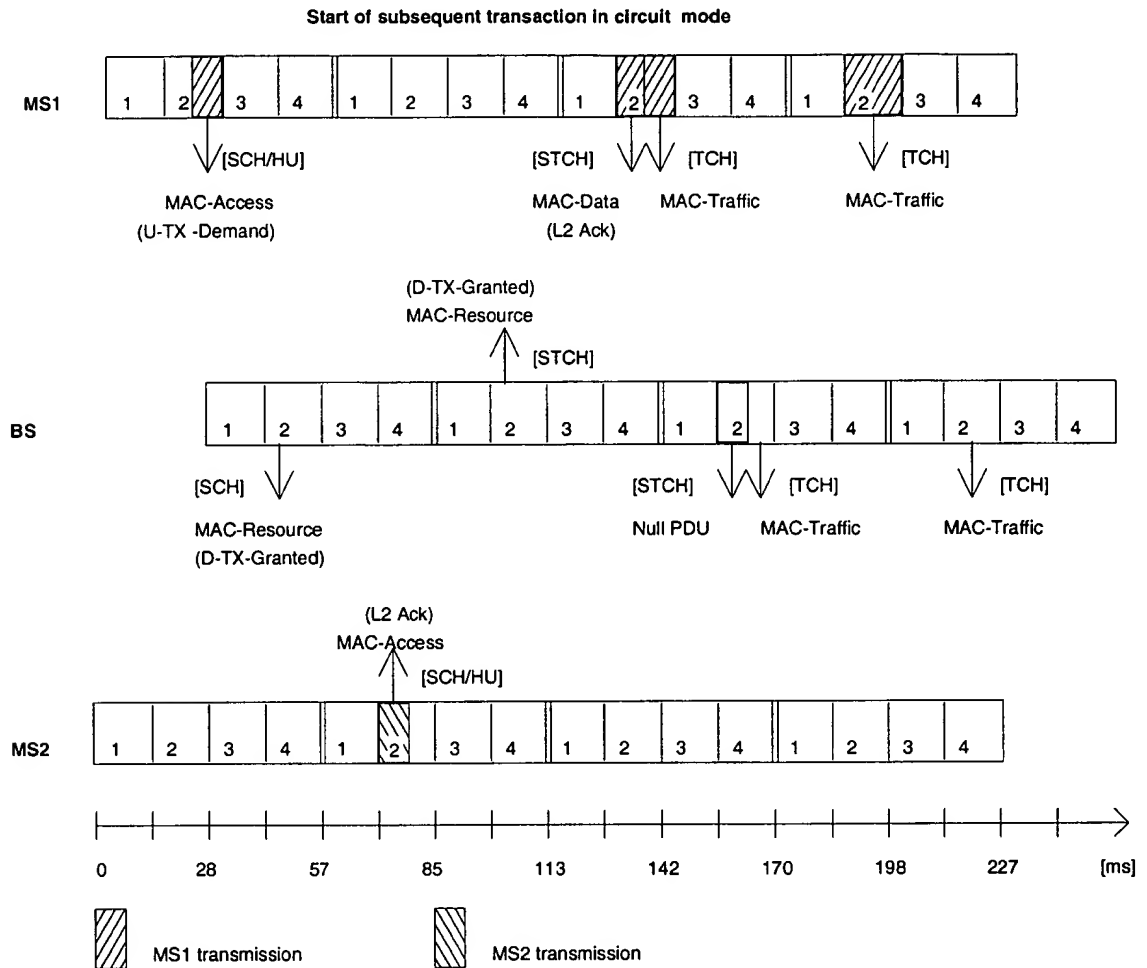 Start of subsequent transaction in circuit mode
MS1
1 2 3 4 1 2 3 4 1 2 3 4 1 2 3 4
[SCH/HU] [STCH] [TCH] [TCH]
MAC-Access MAC-Data MAC-Traffic MAC-Traffic
(U-TX -Demand) (L2 Ack)
(D-TX-Granted)
MAC-Resource
[STCH]
BS
1 2 3 4 1 2 3 4 1 2 3 4 1 2 3 4
[SCH] [STCH] [TCH] [TCH]
MAC-Resource Null PDU MAC-Traffic MAC-Traffic
(D-TX-Granted)
(L2 Ack)
MAC-Access
[SCH/HU]
MS2
1 2 3 4 1 2 3 4 1 2 3 4 1 2 3 4
0 28 57 85 113 142 170 198 227 [ms]
MS1 transmission MS2 transmission